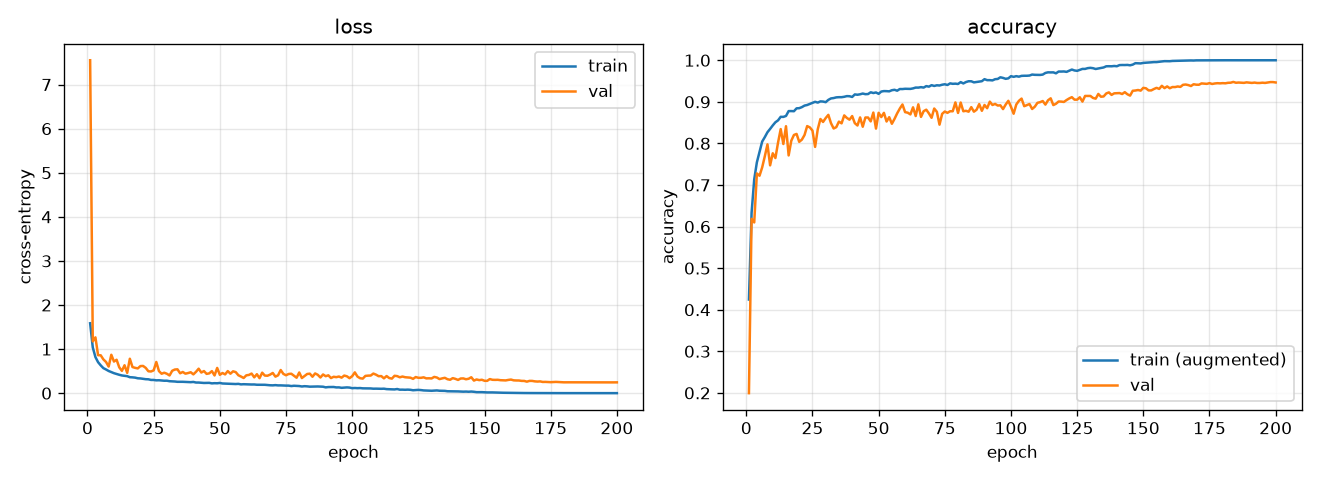 loss
cross-entropy
7
6
5
4
3
2
1
0
0 25 50 75 100 125 150 175 200
epoch
train
val
accuracy
accuracy
1.0
0.9
0.8
0.7
0.6
0.5
0.4
0.3
0.2
0 25 50 75 100 125 150 175 200
epoch
train (augmented)
val